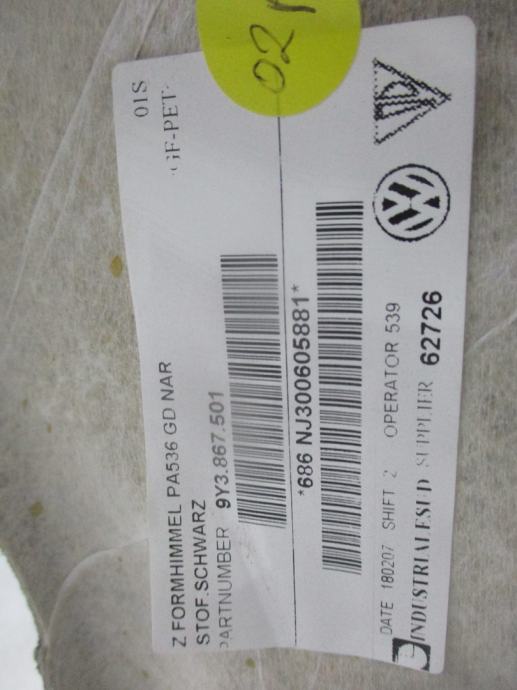 02
01S
GF-PET
Z FORMHIMMEL PA536 GD NAR
STOF.SCHWARZ
PARTNUMBER 9Y3.867.501
*686 NJ300605881*
DATE 180207 SHIFT 2 OPERATOR 539
INDUSTRIALESUD SUPPLIER 62726